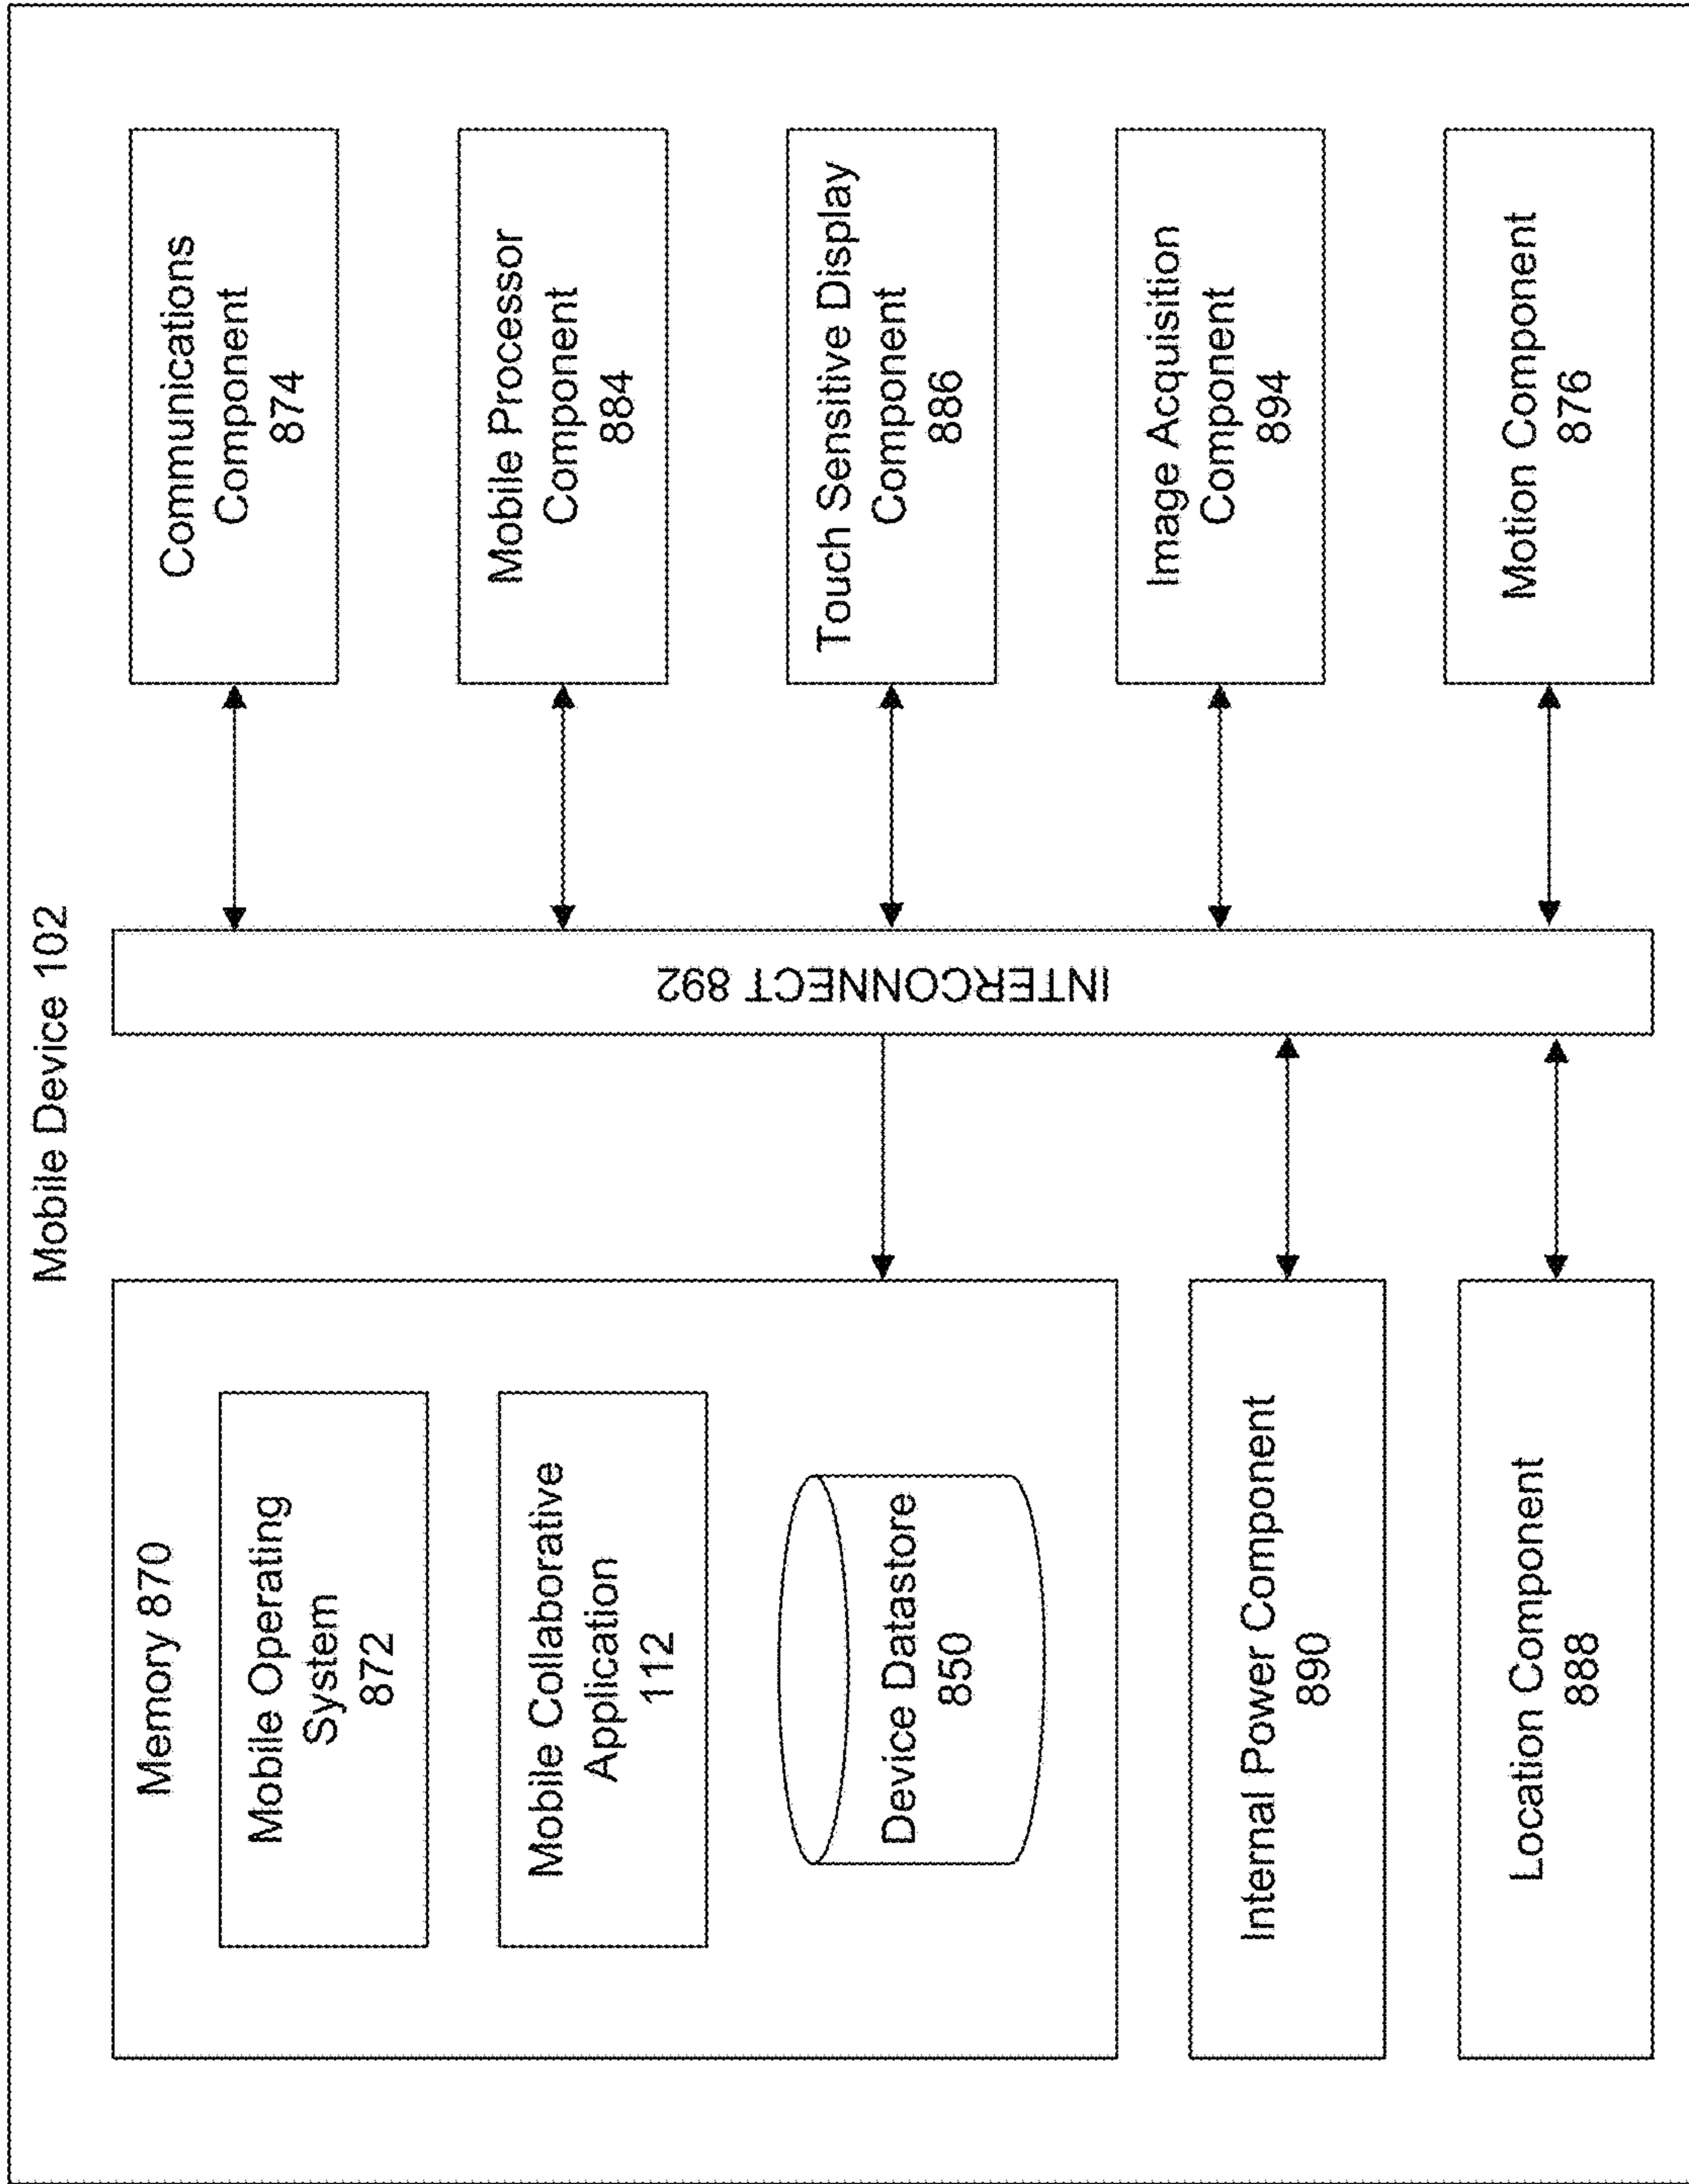 Mobile Device 102
Memory 870
Mobile Operating
System
872
Mobile Collaborative
Application
112
Device Datastore
850
Internal Power Component
890
Location Component
888
INTERCONNECT 892
Communications
Component
874
Mobile Processor
Component
884
Touch Sensitive Display
Component
886
Image Acquisition
Component
894
Motion Component
876